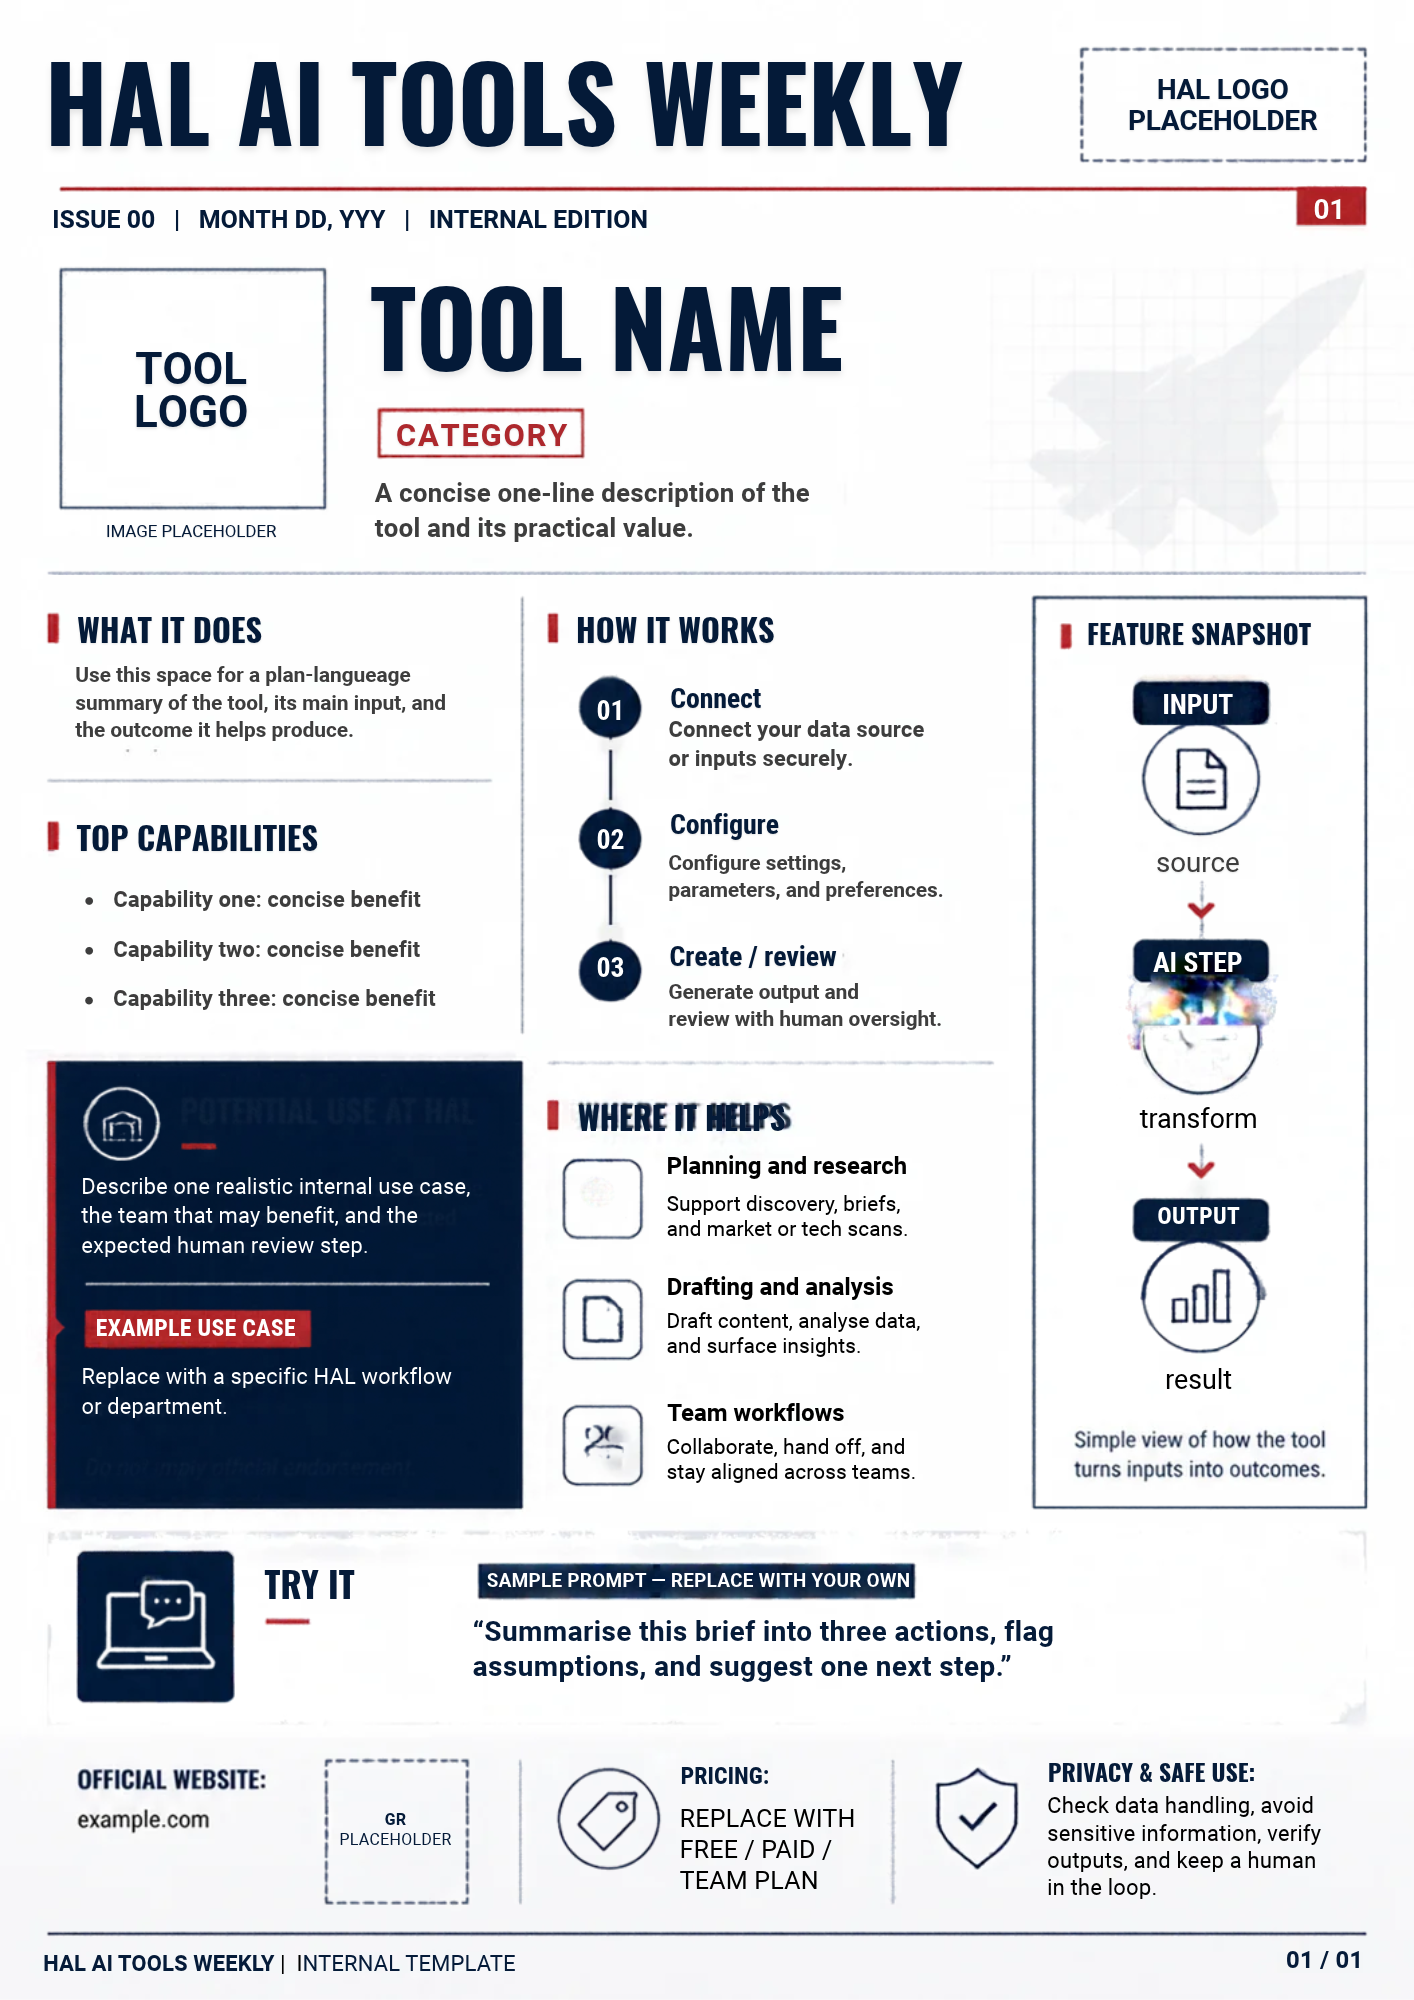 HAL AI TOOLS WEEKLY
HAL LOGO
PLACEHOLDER
ISSUE 00 | MONTH DD, YYY | INTERNAL EDITION
01
TOOL
LOGO
IMAGE PLACEHOLDER
TOOL NAME
CATEGORY
A concise one-line description of the
tool and its practical value.
WHAT IT DOES
Use this space for a plan-langueage
summary of the tool, its main input, and
the outcome it helps produce.
TOP CAPABILITIES
• Capability one: concise benefit
• Capability two: concise benefit
• Capability three: concise benefit
HOW IT WORKS
01
Connect
Connect your data source
or inputs securely.
02
Configure
Configure settings,
parameters, and preferences.
03
Create / review
Generate output and
review with human oversight.
FEATURE SNAPSHOT
INPUT
source
AI STEP
transform
OUTPUT
result
Simple view of how the tool
turns inputs into outcomes.
POTENTIAL USE AT HAL
Describe one realistic internal use case,
the team that may benefit, and the
expected human review step.
EXAMPLE USE CASE
Replace with a specific HAL workflow
or department.
Do not imply official endorsement.
WHERE IT HELPS
Planning and research
Support discovery, briefs,
and market or tech scans.
Drafting and analysis
Draft content, analyse data,
and surface insights.
Team workflows
Collaborate, hand off, and
stay aligned across teams.
TRY IT
SAMPLE PROMPT — REPLACE WITH YOUR OWN
“Summarise this brief into three actions, flag
assumptions, and suggest one next step.”
OFFICIAL WEBSITE:
example.com
GR
PLACEHOLDER
PRICING:
REPLACE WITH
FREE / PAID /
TEAM PLAN
PRIVACY & SAFE USE:
Check data handling, avoid
sensitive information, verify
outputs, and keep a human
in the loop.
HAL AI TOOLS WEEKLY | INTERNAL TEMPLATE
01 / 01